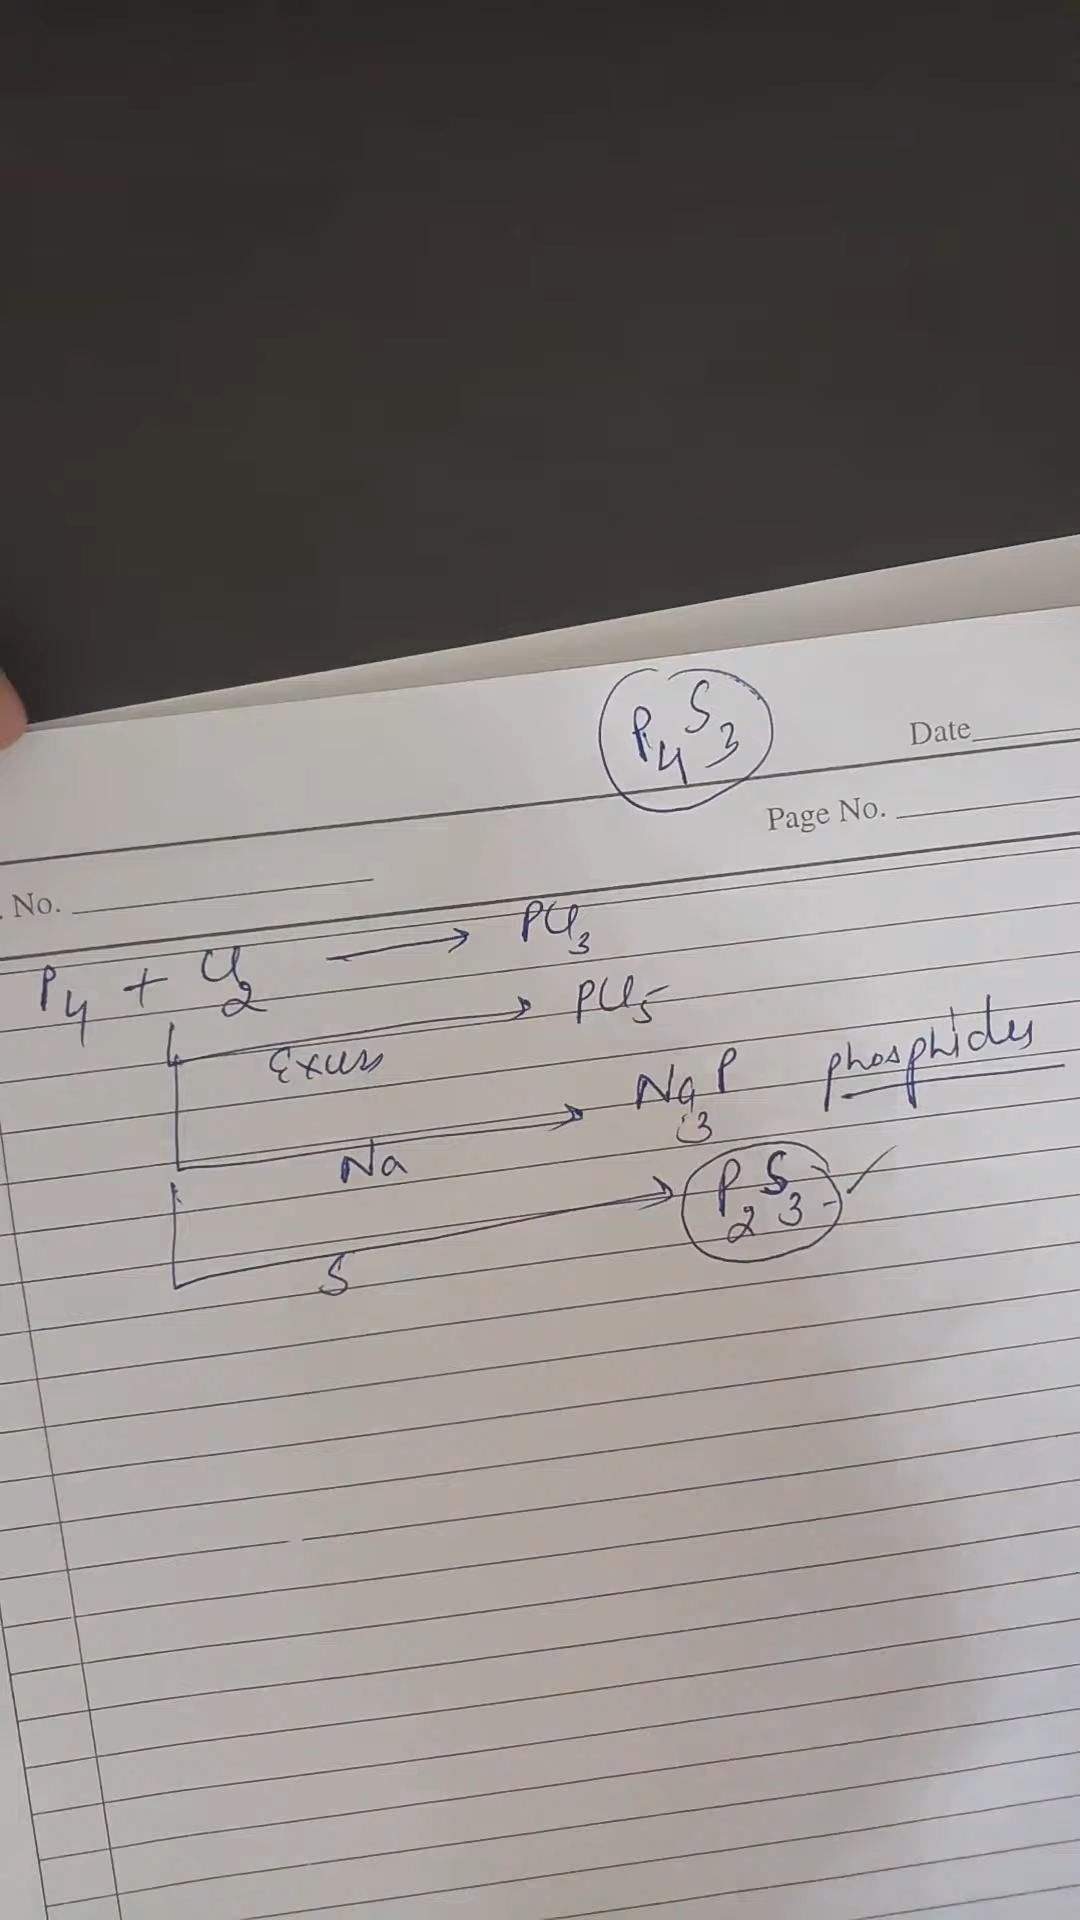 P4S3
Date
Page No.
. No.
P4 + Cl2 → PCl3
Excess → PCl5
Na → Na3P phosphides
S → P2S3 ✓